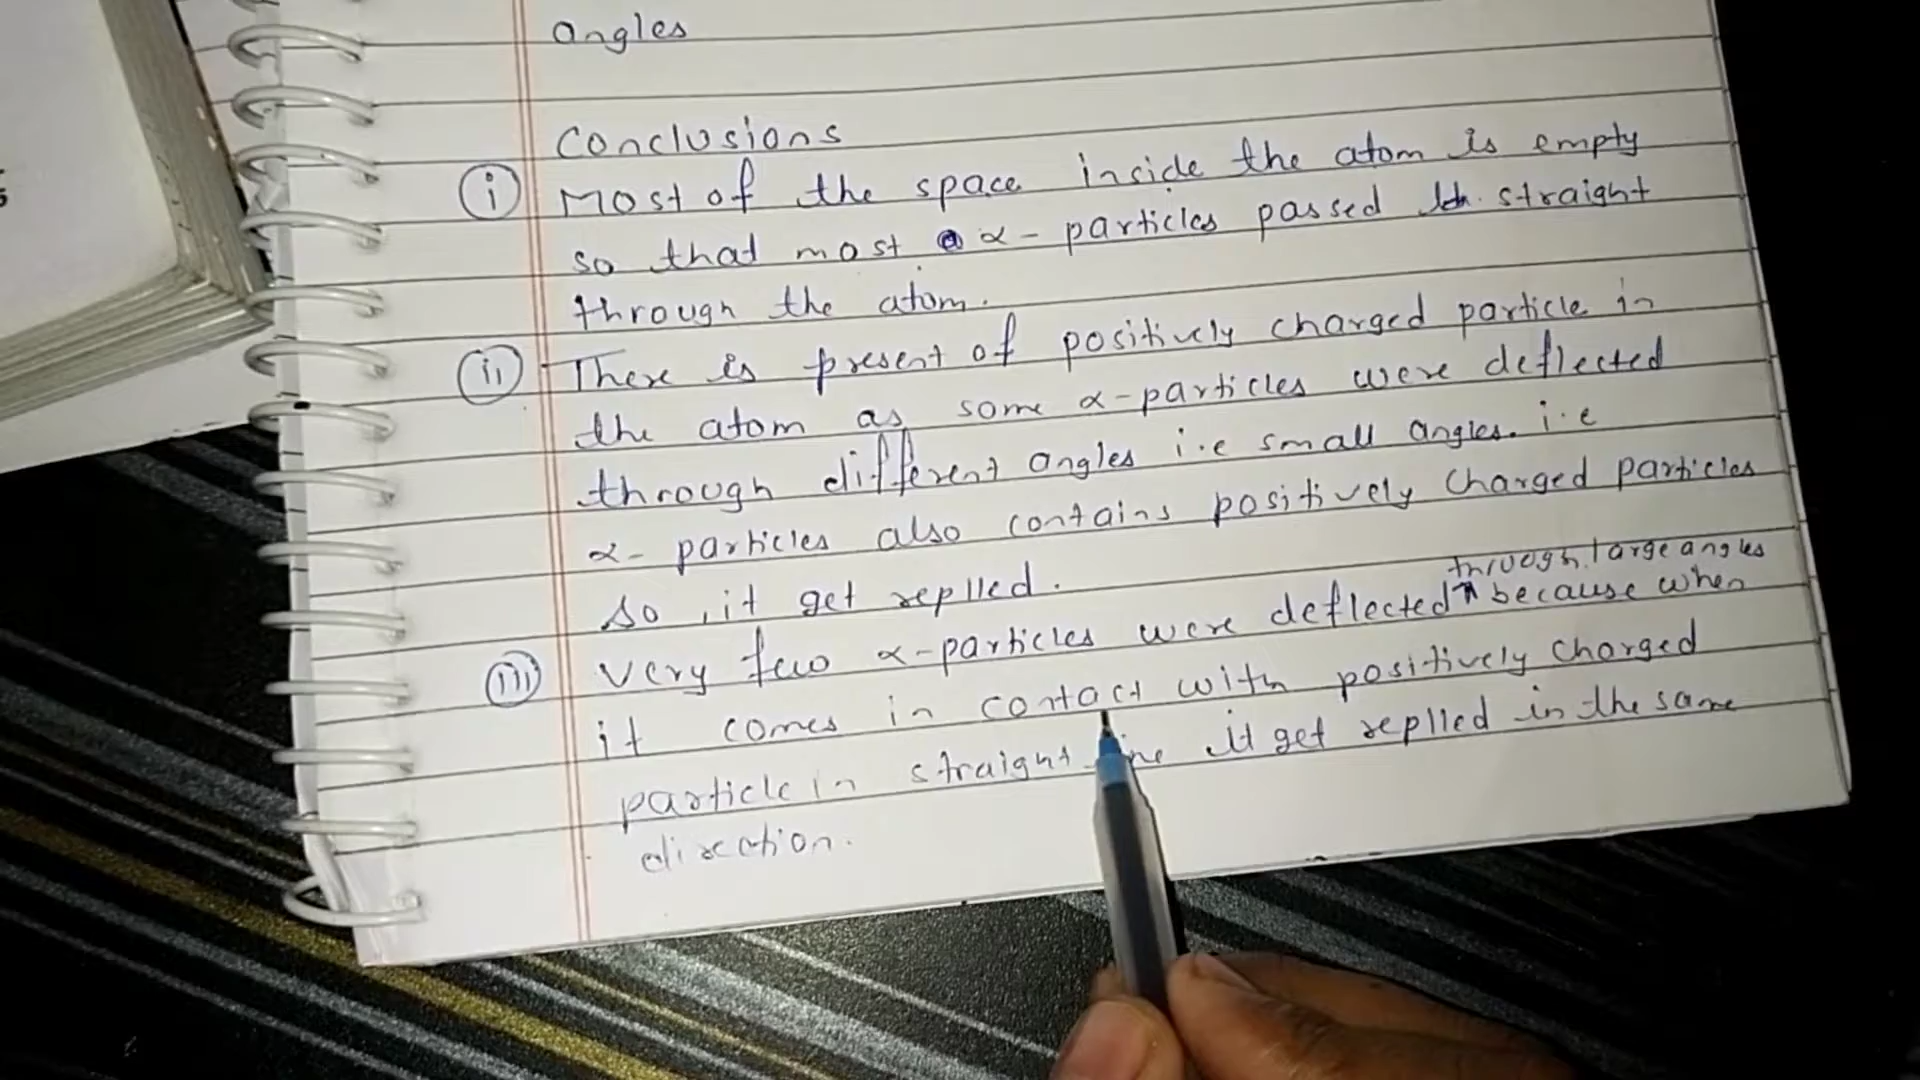 angles
Conclusions
(i) Most of the space inside the atom is empty
so that most α- particles passed straight
through the atom.
(ii) There is present of positively charged particle in
the atom as some α-particles were deflected
through different angles i.e small angles. i.e
α- particles also contains positively charged particles
so, it get replled.
through large angles
(iii) Very few α-particles were deflected ^ because when
it comes in contact with positively charged
particle in straight it get replled in the same
direction.